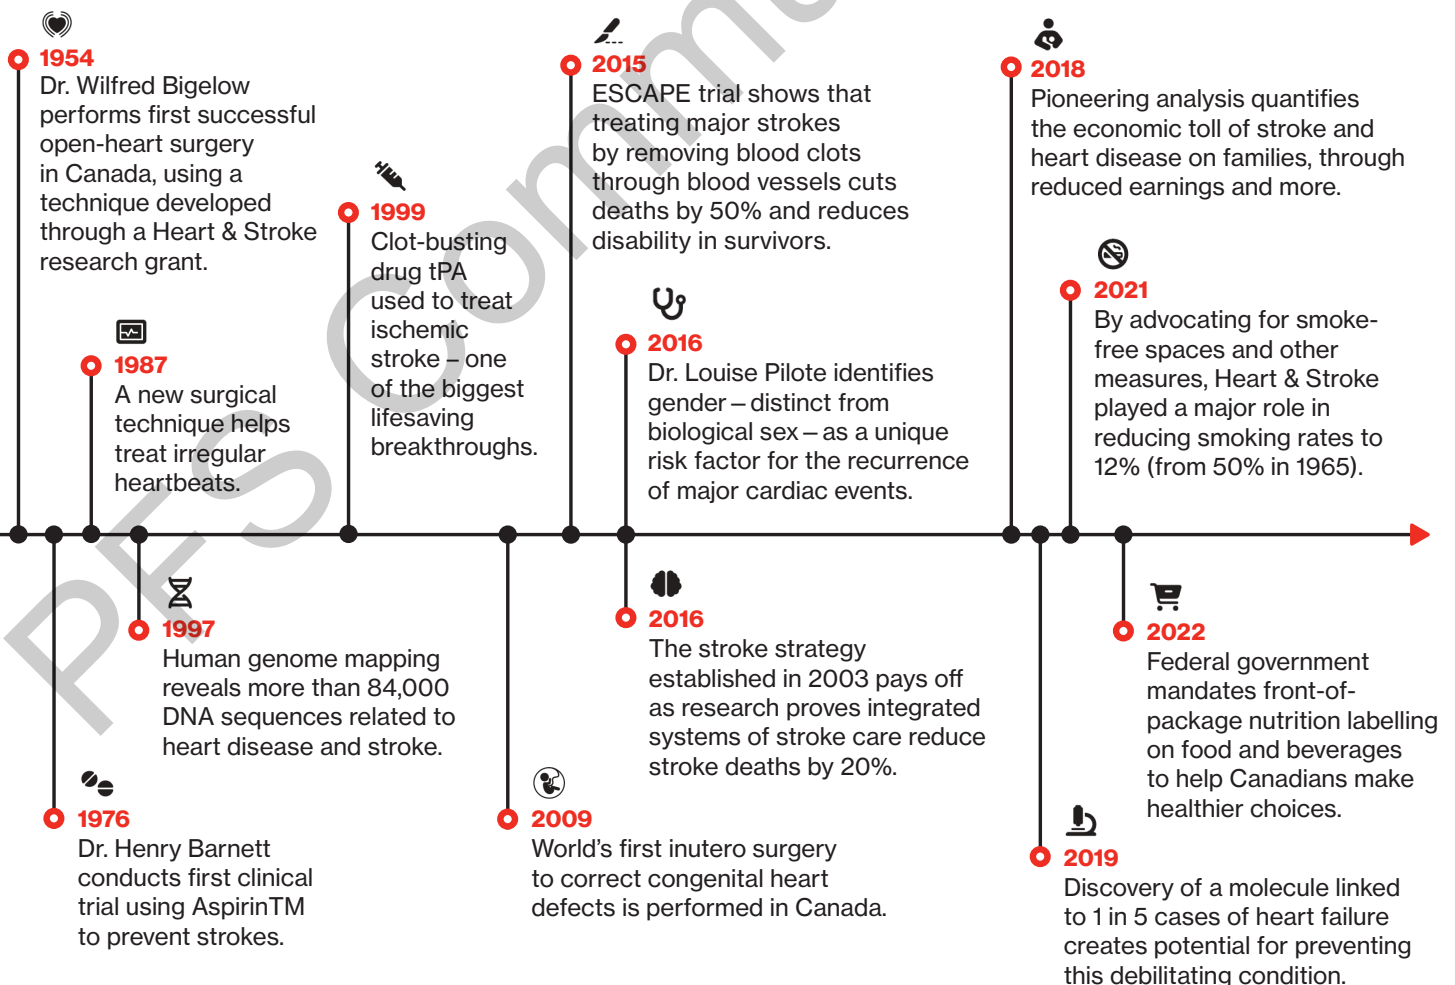 1954
Dr. Wilfred Bigelow
performs first successful
open-heart surgery
in Canada, using a
technique developed
through a Heart & Stroke
research grant.
1976
Dr. Henry Barnett
conducts first clinical
trial using AspirinTM
to prevent strokes.
1987
A new surgical
technique helps
treat irregular
heartbeats.
1997
Human genome mapping
reveals more than 84,000
DNA sequences related to
heart disease and stroke.
1999
Clot-busting
drug tPA
used to treat
ischemic
stroke – one
of the biggest
lifesaving
breakthroughs.
2009
World’s first inutero surgery
to correct congenital heart
defects is performed in Canada.
2015
ESCAPE trial shows that
treating major strokes
by removing blood clots
through blood vessels cuts
deaths by 50% and reduces
disability in survivors.
2016
Dr. Louise Pilote identifies
gender – distinct from
biological sex – as a unique
risk factor for the recurrence
of major cardiac events.
2016
The stroke strategy
established in 2003 pays off
as research proves integrated
systems of stroke care reduce
stroke deaths by 20%.
2018
Pioneering analysis quantifies
the economic toll of stroke and
heart disease on families, through
reduced earnings and more.
2019
Discovery of a molecule linked
to 1 in 5 cases of heart failure
creates potential for preventing
this debilitating condition.
2021
By advocating for smoke-
free spaces and other
measures, Heart & Stroke
played a major role in
reducing smoking rates to
12% (from 50% in 1965).
2022
Federal government
mandates front-of-
package nutrition labelling
on food and beverages
to help Canadians make
healthier choices.
PFS